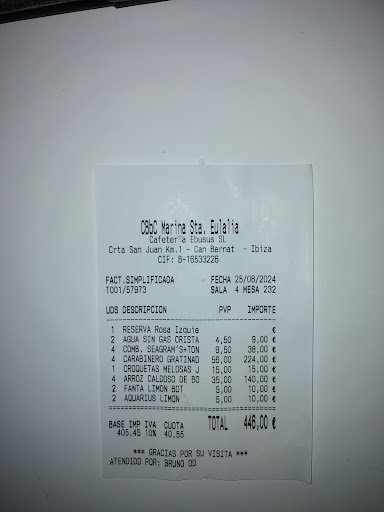 CBbC Marina Sta. Eulalia
Cafetería Ebusus SL
Crta San Juan Km.1 - Can Bernat - Ibiza
CIF: B-16533226
FACT.SIMPLIFICADA FECHA 25/08/2024
T001/57973 SALA 4 MESA 232
UDS DESCRIPCION PVP IMPORTE
1 RESERVA Rosa Izquie €
2 AGUA SIN GAS CRISTA 4,50 9,00 €
4 COMB. SEAGRAM'S+TON 9,50 38,00 €
4 CARABINERO GRATINAD 56,00 224,00 €
1 CROQUETAS MELOSAS J 15,00 15,00 €
4 ARROZ CALDOSO DE BO 35,00 140,00 €
2 FANTA LIMON BOT 5,00 10,00 €
2 AQUARIUS LIMON 5,00 10,00 €
BASE IMP IVA CUOTA TOTAL 446,00 €
405,45 10% 40,55
*** GRACIAS POR SU VISITA ***
ATENDIDO POR: BRUNO OD